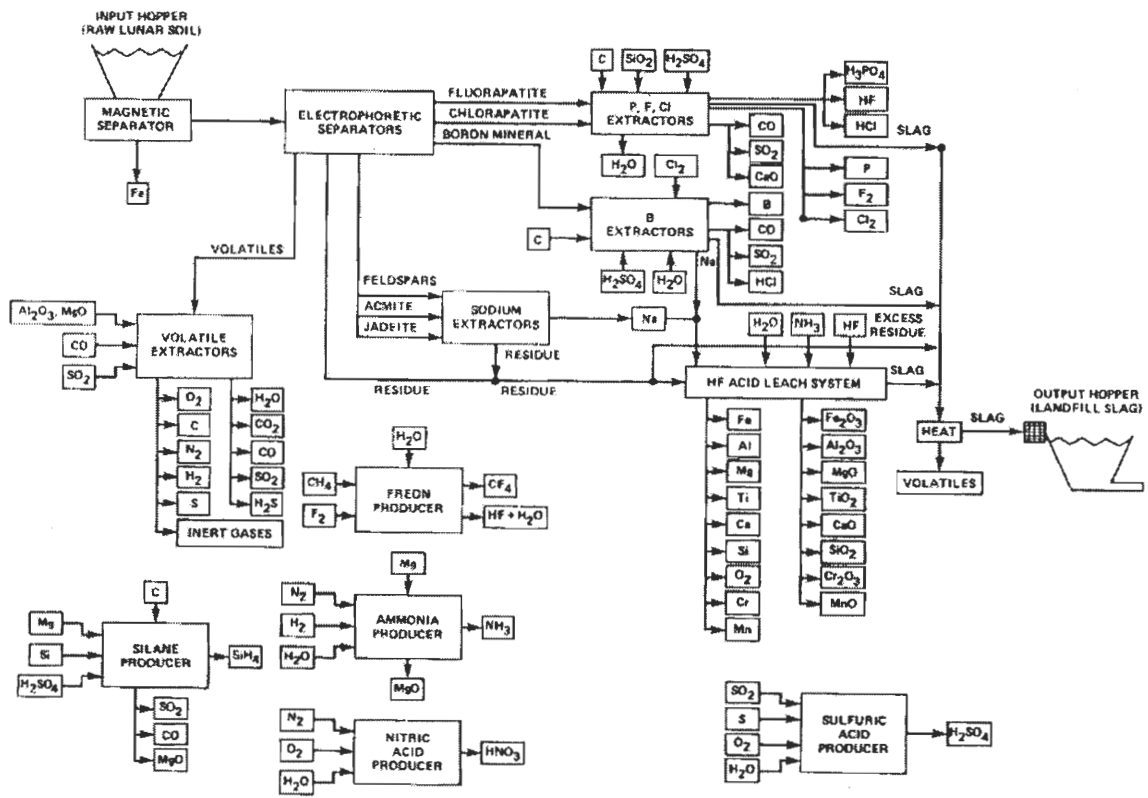 INPUT HOPPER
(RAW LUNAR SOIL)
MAGNETIC
SEPARATOR
Fe
ELECTROPHORETIC
SEPARATORS
FLUORAPATITE
CHLORAPATITE
BORON MINERAL
C
SiO2
H2SO4
P, F, Cl
EXTRACTORS
H2O
CO
SO2
CaO
H3PO4
HF
HCl
SLAG
P
F2
Cl2
Cl2
B
EXTRACTORS
C
H2SO4
H2O
Na
B
CO
SO2
HCl
SLAG
VOLATILES
Al2O3, MgO
CO
SO2
VOLATILE
EXTRACTORS
O2
C
N2
H2
S
INERT GASES
H2O
CO2
CO
SO2
H2S
FELDSPARS
ACMITE
JADEITE
SODIUM
EXTRACTORS
Na
RESIDUE
RESIDUE
RESIDUE
EXCESS
RESIDUE
H2O
NH3
HF
HF ACID LEACH SYSTEM
SLAG
Fe
Al
Mg
Ti
Ca
Si
O2
Cr
Mn
Fe2O3
Al2O3
MgO
TiO2
CaO
SiO2
Cr2O3
MnO
HEAT
SLAG
VOLATILES
OUTPUT HOPPER
(LANDFILL SLAG)
H2O
CH4
F2
FREON
PRODUCER
CF4
HF + H2O
C
Mg
Si
H2SO4
SILANE
PRODUCER
SiH4
SO2
CO
MgO
Mg
N2
H2
H2O
AMMONIA
PRODUCER
NH3
MgO
N2
O2
H2O
NITRIC
ACID
PRODUCER
HNO3
SO2
S
O2
H2O
SULFURIC
ACID
PRODUCER
H2SO4